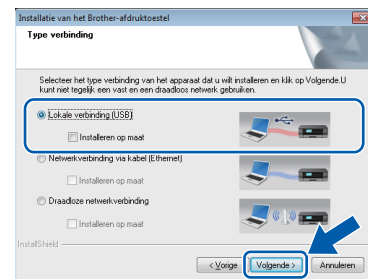 Installatie van het Brother-afdruktoestel
Type verbinding
Selecteer het type verbinding van het apparaat dat u wilt installeren en klik op Volgende.U
kunt niet tegelijk een vast en een draadloos netwerk gebruiken.
Lokale verbinding (USB)
Installeren op maat
Netwerkverbinding via kabel (Ethernet)
Installeren op maat
Draadloze netwerkverbinding
Installeren op maat
InstallShield
< Vorige
Volgende >
Annuleren